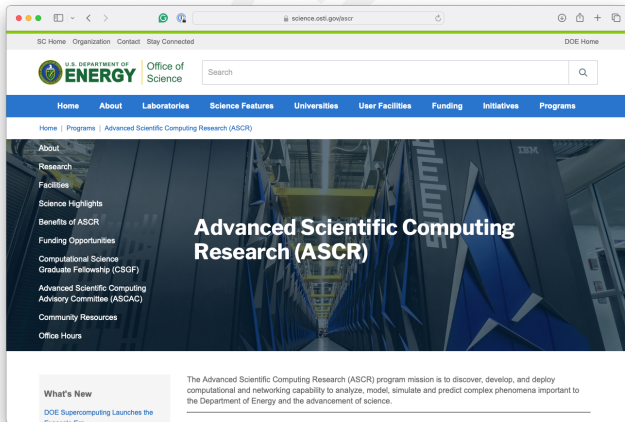 science.osti.gov/ascr
SC Home Organization Contact Stay Connected
DOE Home
U.S. DEPARTMENT OF
ENERGY
Office of
Science
Search
Home About Laboratories Science Features Universities User Facilities Funding Initiatives Programs
Home | Programs | Advanced Scientific Computing Research (ASCR)
About
Research
Facilities
Science Highlights
Benefits of ASCR
Funding Opportunities
Computational Science
Graduate Fellowship (CSGF)
Advanced Scientific Computing
Advisory Committee (ASCAC)
Community Resources
Office Hours
IBM
Advanced Scientific Computing
Research (ASCR)
The Advanced Scientific Computing Research (ASCR) program mission is to discover, develop, and deploy
computational and networking capability to analyze, model, simulate and predict complex phenomena important to
the Department of Energy and the advancement of science.
What's New
DOE Supercomputing Launches the